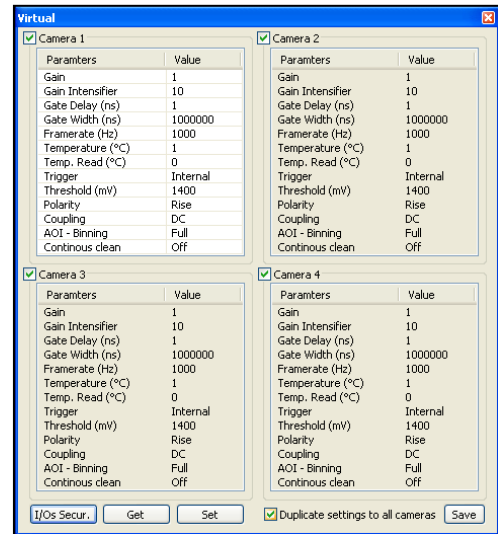 Virtual
Camera 1
Paramters Value
Gain 1
Gain Intensifier 10
Gate Delay (ns) 1
Gate Width (ns) 1000000
Framerate (Hz) 1000
Temperature (°C) 1
Temp. Read (°C) 0
Trigger Internal
Threshold (mV) 1400
Polarity Rise
Coupling DC
AOI - Binning Full
Continous clean Off
Camera 2
Paramters Value
Gain 1
Gain Intensifier 10
Gate Delay (ns) 1
Gate Width (ns) 1000000
Framerate (Hz) 1000
Temperature (°C) 1
Temp. Read (°C) 0
Trigger Internal
Threshold (mV) 1400
Polarity Rise
Coupling DC
AOI - Binning Full
Continous clean Off
Camera 3
Paramters Value
Gain 1
Gain Intensifier 10
Gate Delay (ns) 1
Gate Width (ns) 1000000
Framerate (Hz) 1000
Temperature (°C) 1
Temp. Read (°C) 0
Trigger Internal
Threshold (mV) 1400
Polarity Rise
Coupling DC
AOI - Binning Full
Continous clean Off
Camera 4
Paramters Value
Gain 1
Gain Intensifier 10
Gate Delay (ns) 1
Gate Width (ns) 1000000
Framerate (Hz) 1000
Temperature (°C) 1
Temp. Read (°C) 0
Trigger Internal
Threshold (mV) 1400
Polarity Rise
Coupling DC
AOI - Binning Full
Continous clean Off
I/Os Secur. Get Set Duplicate settings to all cameras Save